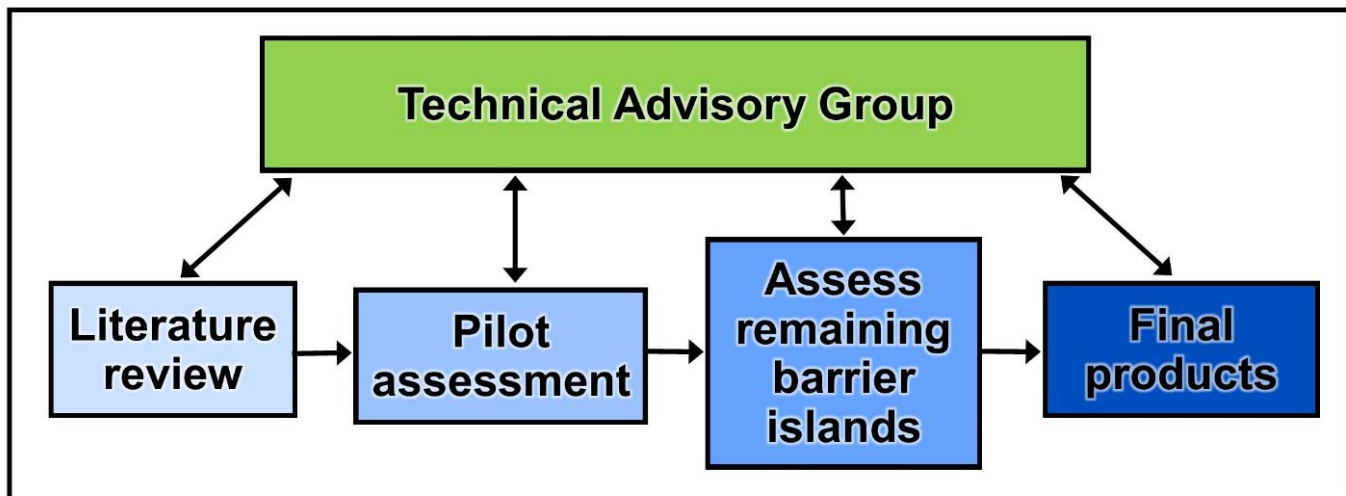 Technical Advisory Group
Literature
review
Pilot
assessment
Assess
remaining
barrier
islands
Final
products